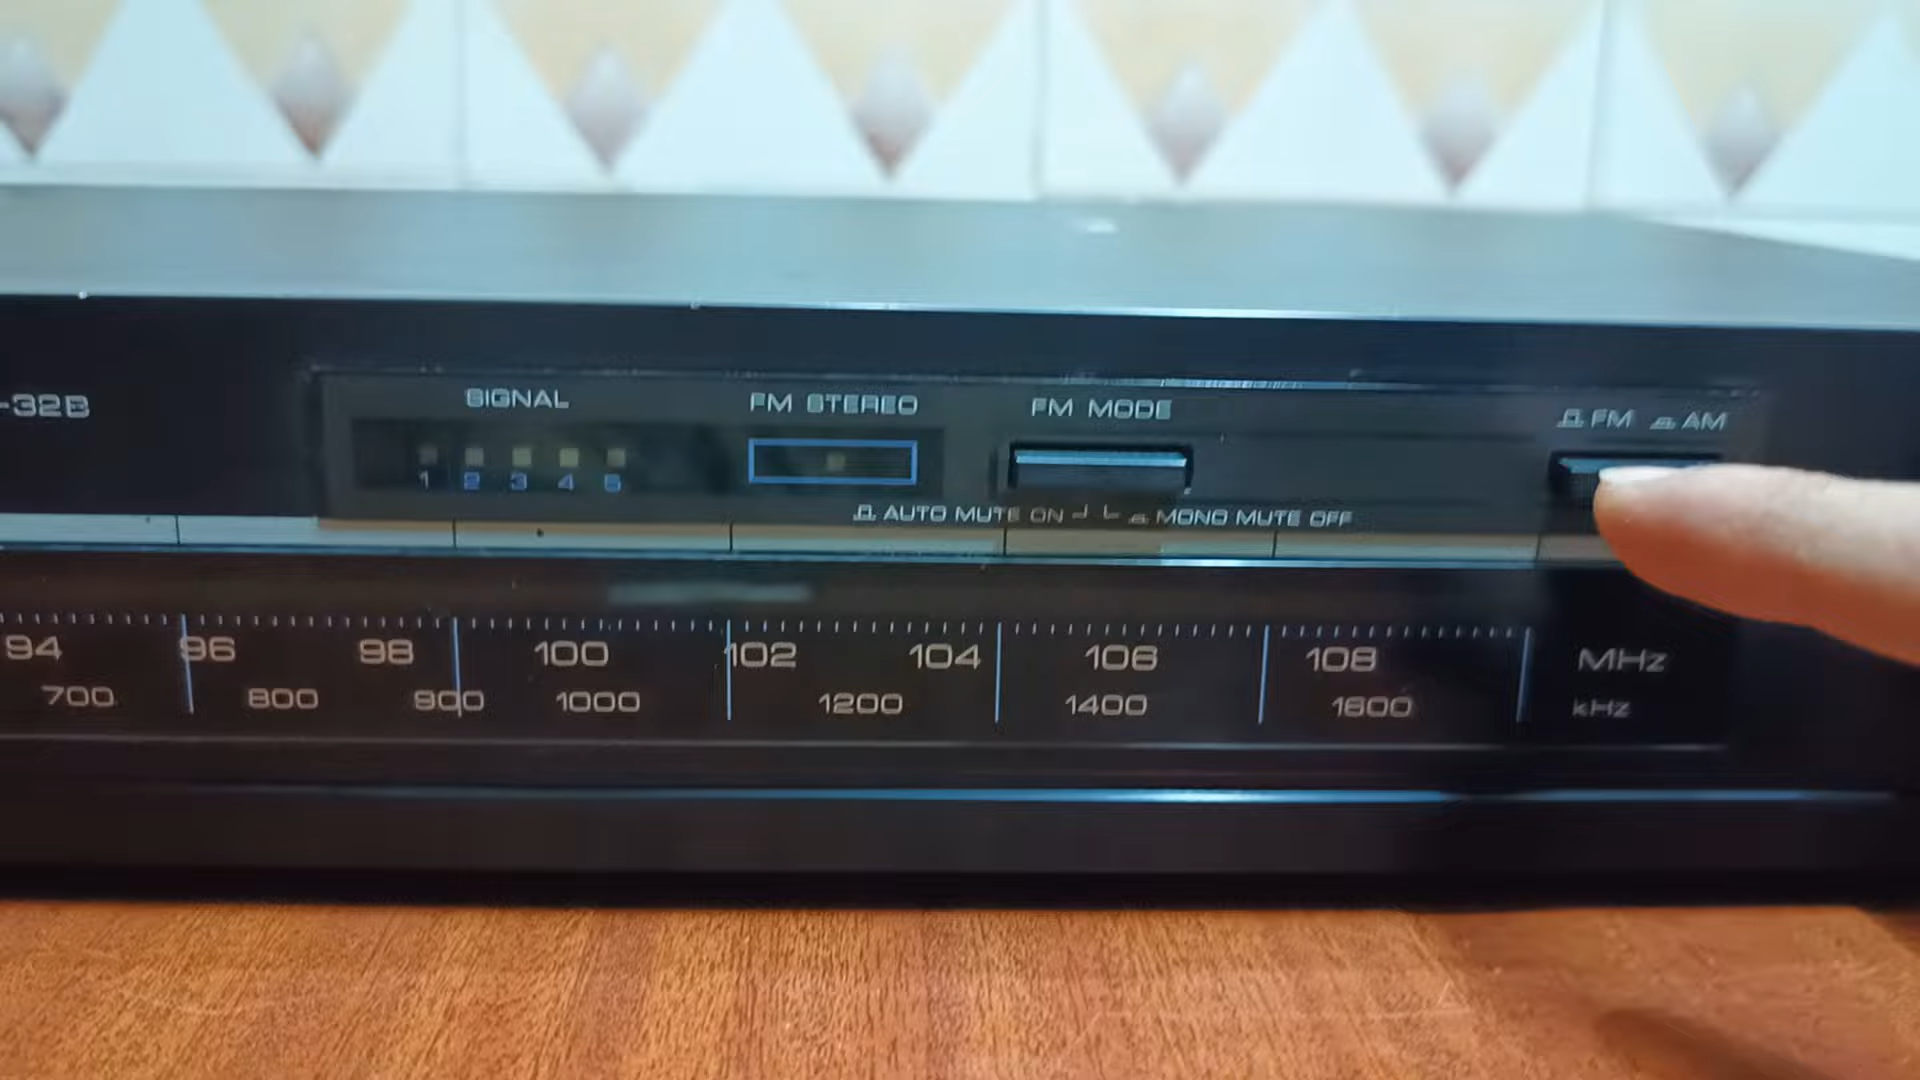 -32B
SIGNAL
FM STEREO
FM MODE
FM AM
1 2 3 4 5
AUTO MUTE ON MONO MUTE OFF
94 96 98 100 102 104 106 108 MHz
700 800 900 1000 1200 1400 1600 kHz